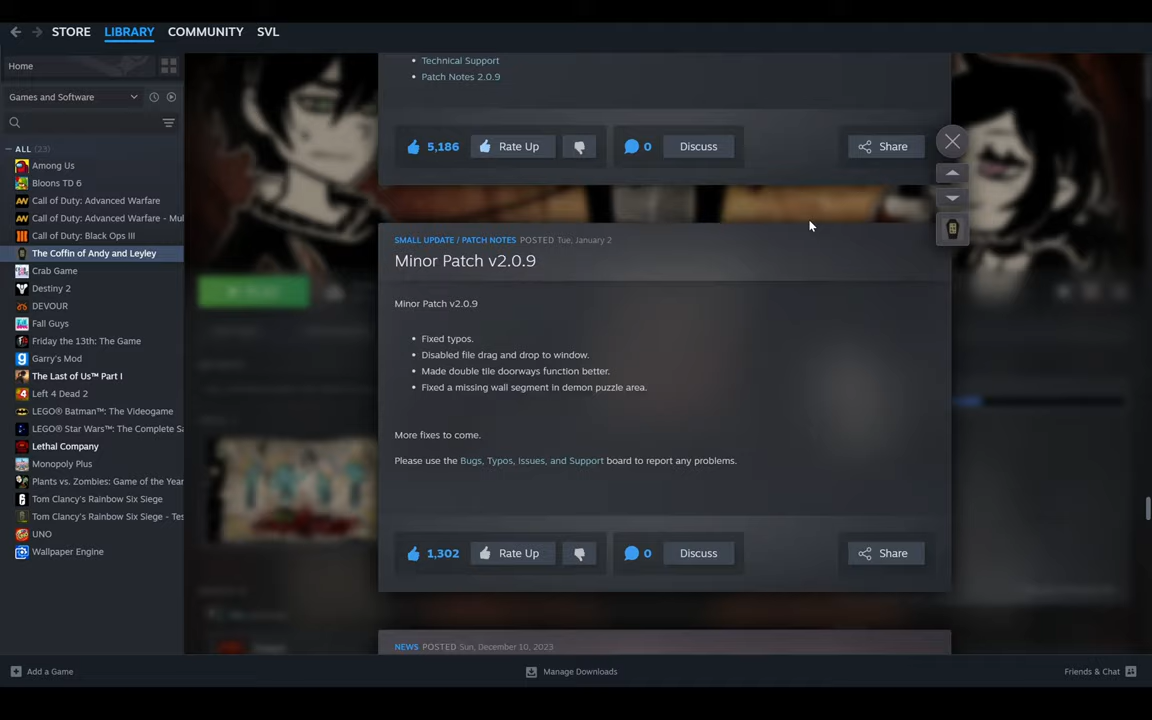 STORE LIBRARY COMMUNITY SVL
Home
Games and Software
ALL (23)
Among Us
Bloons TD 6
Call of Duty: Advanced Warfare
Call of Duty: Advanced Warfare - Mul
Call of Duty: Black Ops III
The Coffin of Andy and Leyley
Crab Game
Destiny 2
DEVOUR
Fall Guys
Friday the 13th: The Game
Garry's Mod
The Last of Us™ Part I
Left 4 Dead 2
LEGO® Batman™: The Videogame
LEGO® Star Wars™: The Complete Sa
Lethal Company
Monopoly Plus
Plants vs. Zombies: Game of the Year
Tom Clancy's Rainbow Six Siege
Tom Clancy's Rainbow Six Siege - Tes
UNO
Wallpaper Engine
Technical Support
Patch Notes 2.0.9
5,186 Rate Up 0 Discuss Share
SMALL UPDATE / PATCH NOTES POSTED Tue, January 2
Minor Patch v2.0.9
Minor Patch v2.0.9
Fixed typos.
Disabled file drag and drop to window.
Made double tile doorways function better.
Fixed a missing wall segment in demon puzzle area.
More fixes to come.
Please use the Bugs, Typos, Issues, and Support board to report any problems.
1,302 Rate Up 0 Discuss Share
NEWS POSTED Sun, December 10, 2023
Add a Game Manage Downloads Friends & Chat